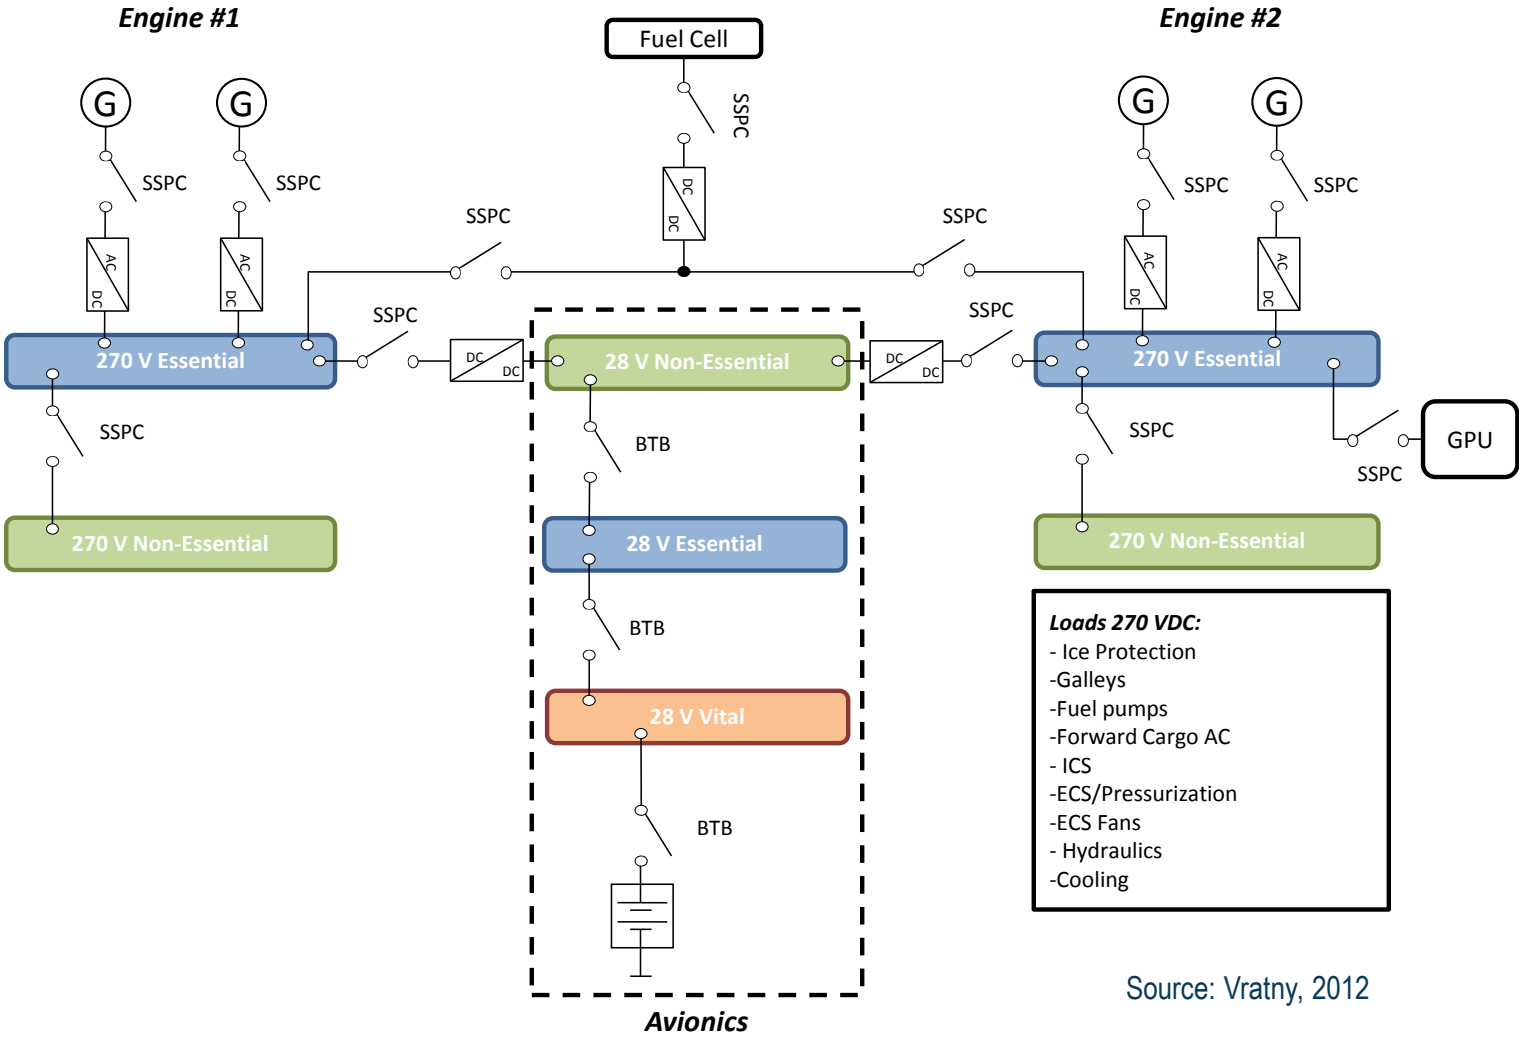 Engine #1
Engine #2
Fuel Cell
G
G
G
G
SSPC
SSPC
SSPC
SSPC
SSPC
DC
DC
SSPC
SSPC
AC
DC
AC
DC
AC
DC
AC
DC
SSPC
SSPC
270 V Essential
DC
DC
28 V Non-Essential
DC
DC
270 V Essential
SSPC
BTB
SSPC
GPU
SSPC
270 V Non-Essential
28 V Essential
270 V Non-Essential
BTB
28 V Vital
BTB
Loads 270 VDC:
- Ice Protection
-Galleys
-Fuel pumps
-Forward Cargo AC
- ICS
-ECS/Pressurization
-ECS Fans
- Hydraulics
-Cooling
Source: Vratny, 2012
Avionics